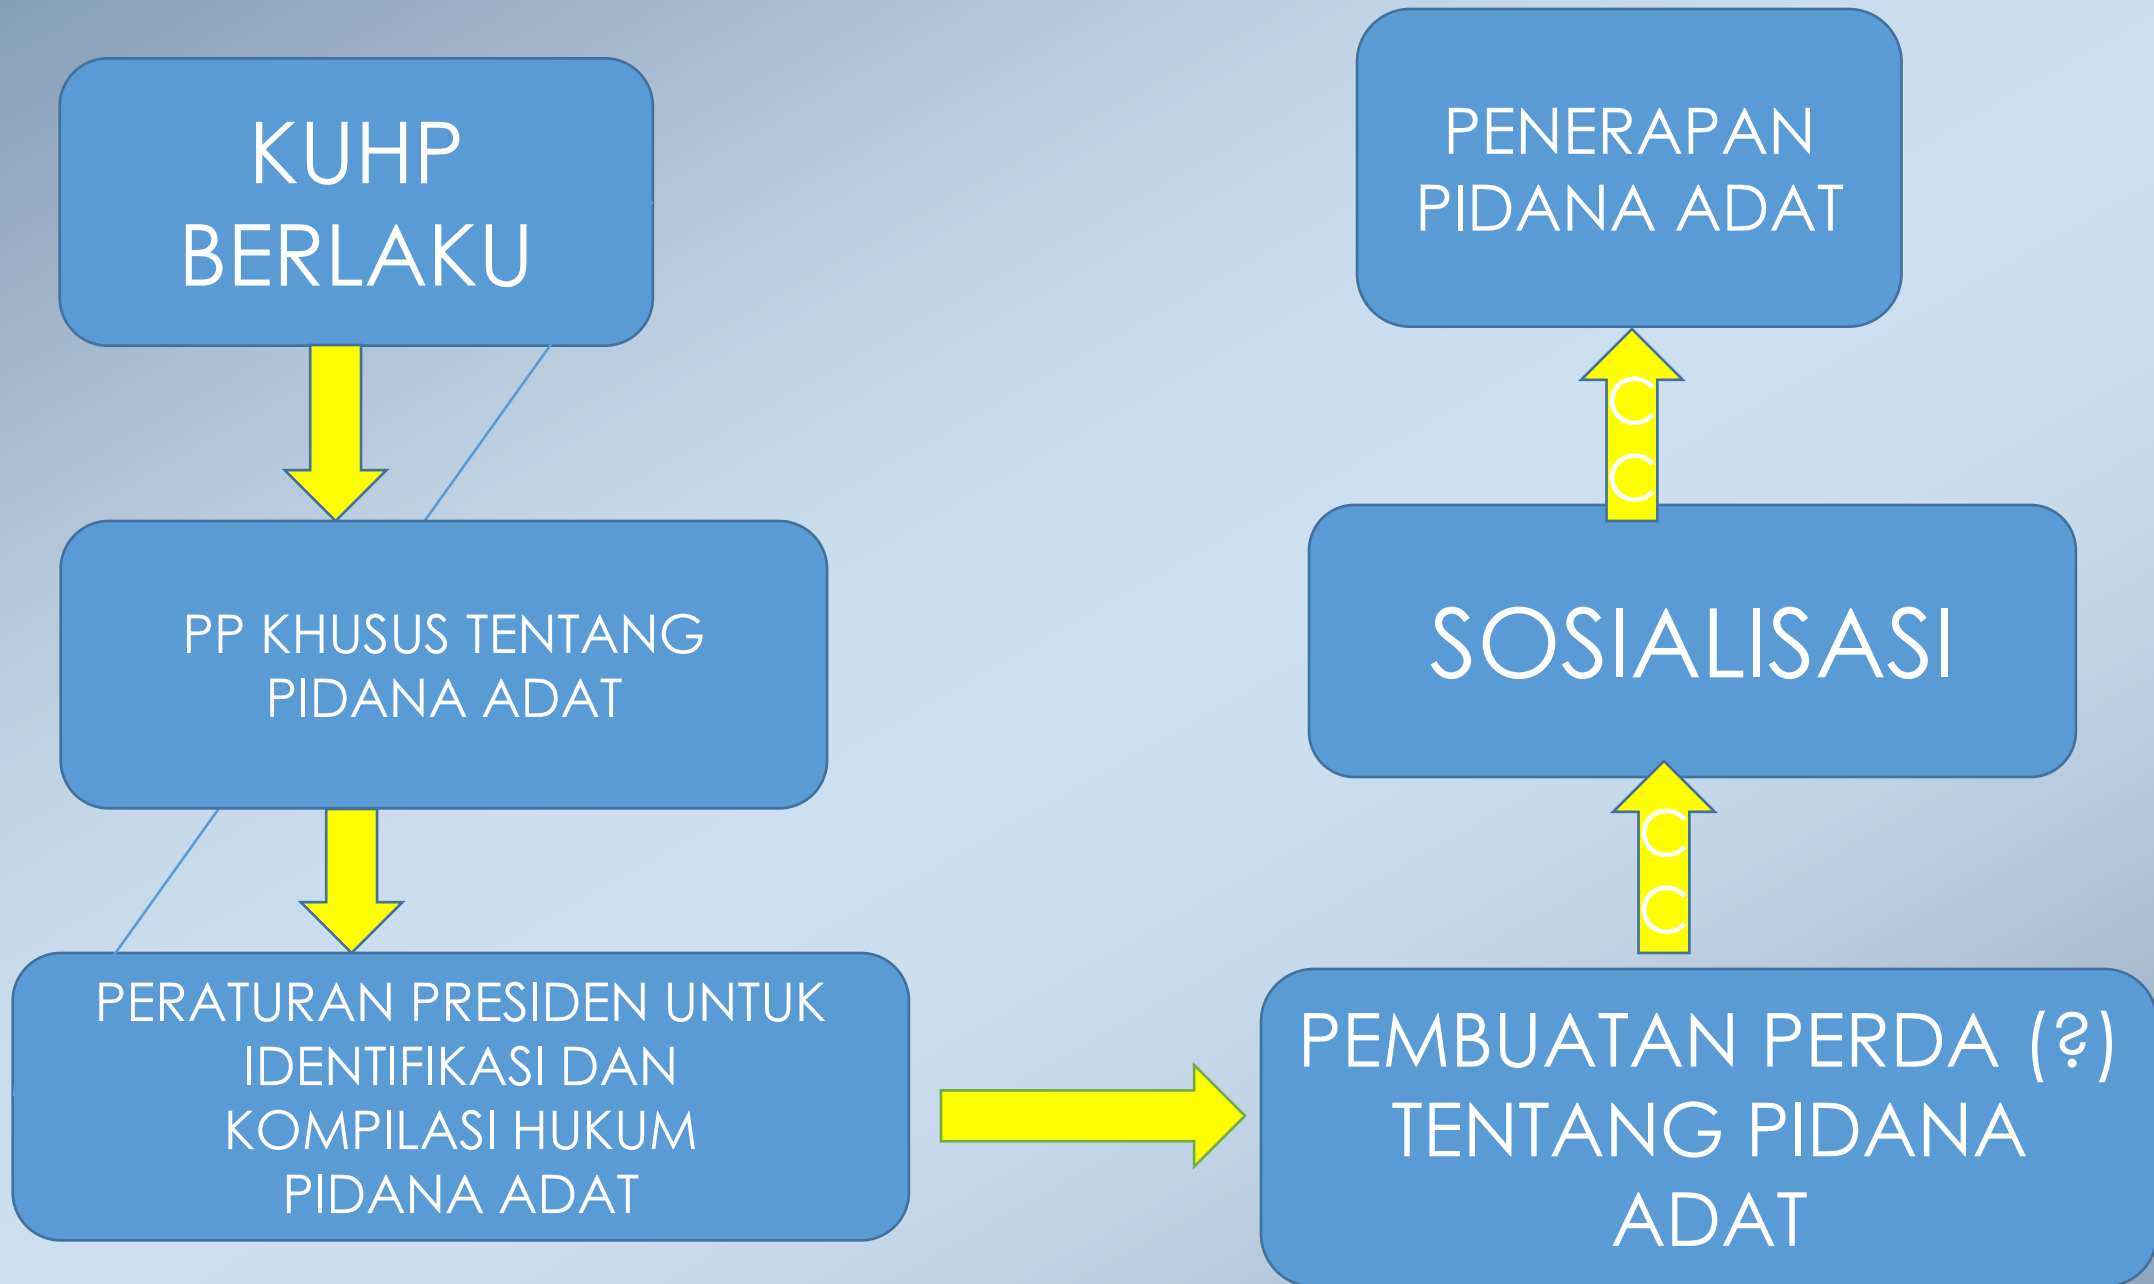 KUHP
BERLAKU
PP KHUSUS TENTANG
PIDANA ADAT
PERATURAN PRESIDEN UNTUK
IDENTIFIKASI DAN
KOMPILASI HUKUM
PIDANA ADAT
PEMBUATAN PERDA (?)
TENTANG PIDANA
ADAT
C
C
SOSIALISASI
C
C
PENERAPAN
PIDANA ADAT